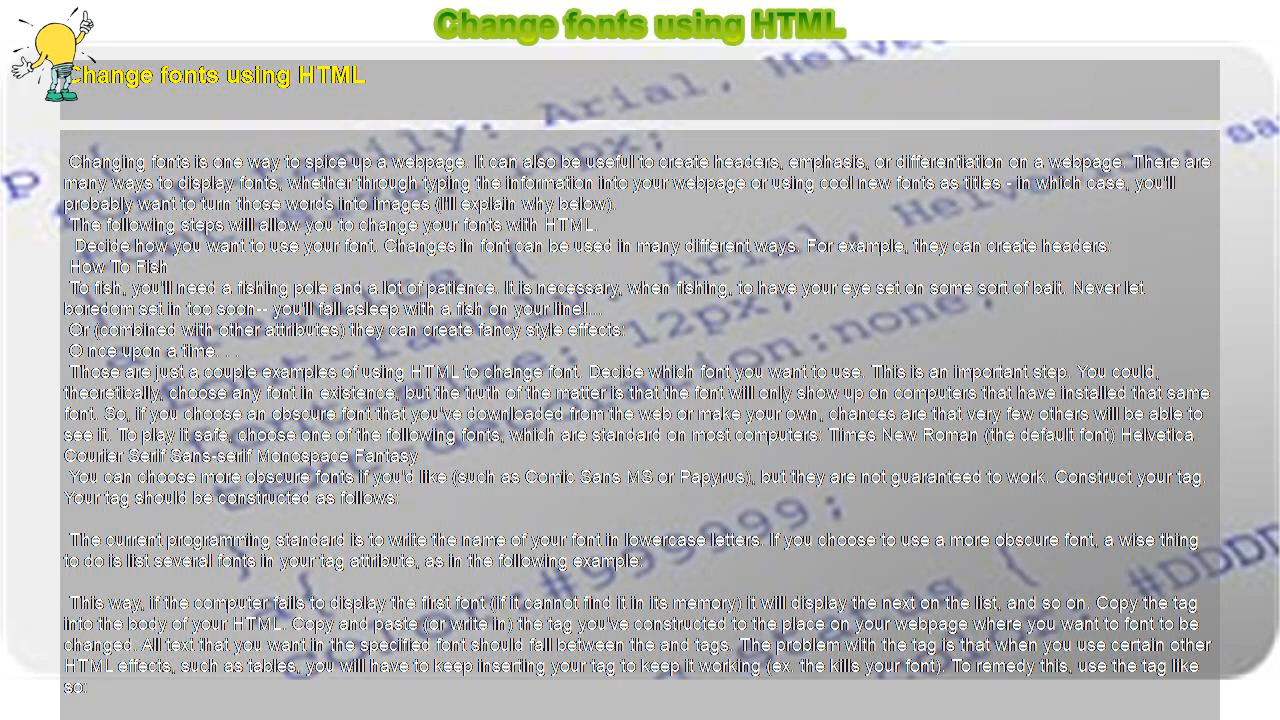 Change fonts using HTML
Change fonts using HTML
Changing fonts is one way to spice up a webpage. It can also be useful to create headers, emphasis, or differentiation on a webpage. There are
many ways to display fonts, whether through typing the information into your webpage or using cool new fonts as titles - in which case, you'll
probably want to turn those words into images (I'll explain why below).
The following steps will allow you to change your fonts with HTML.
Decide how you want to use your font. Changes in font can be used in many different ways. For example, they can create headers:
How To Fish
To fish, you'll need a fishing pole and a lot of patience. It is necessary, when fishing, to have your eye set on some sort of bait. Never let
boredom set in too soon-- you'll fall asleep with a fish on your line!...
Or (combined with other attributes) they can create fancy style effects:
O nce upon a time. . .
Those are just a couple examples of using HTML to change font. Decide which font you want to use. This is an important step. You could,
theoretically, choose any font in existence, but the truth of the matter is that the font will only show up on computers that have installed that same
font. So, if you choose an obscure font that you've downloaded from the web or make your own, chances are that very few others will be able to
see it. To play it safe, choose one of the following fonts, which are standard on most computers: Times New Roman (the default font) Helvetica
Courier Serif Sans-serif Monospace Fantasy
You can choose more obscure fonts if you'd like (such as Comic Sans MS or Papyrus), but they are not guaranteed to work. Construct your tag.
Your tag should be constructed as follows:
The current programming standard is to write the name of your font in lowercase letters. If you choose to use a more obscure font, a wise thing
to do is list several fonts in your tag attribute, as in the following example:
This way, if the computer fails to display the first font (if it cannot find it in its memory) it will display the next on the list, and so on. Copy the tag
into the body of your HTML. Copy and paste (or write in) the tag you've constructed to the place on your webpage where you want to font to be
changed. All text that you want in the specified font should fall between the and tags. The problem with the tag is that when you use certain other
HTML effects, such as tables, you will have to keep inserting your tag to keep it working (ex. the kills your font). To remedy this, use the tag like
so:
p {
Arial, Helvet
Arial, Helvetica, sa
12px;
decoration:none;
#999999;
#DDDD